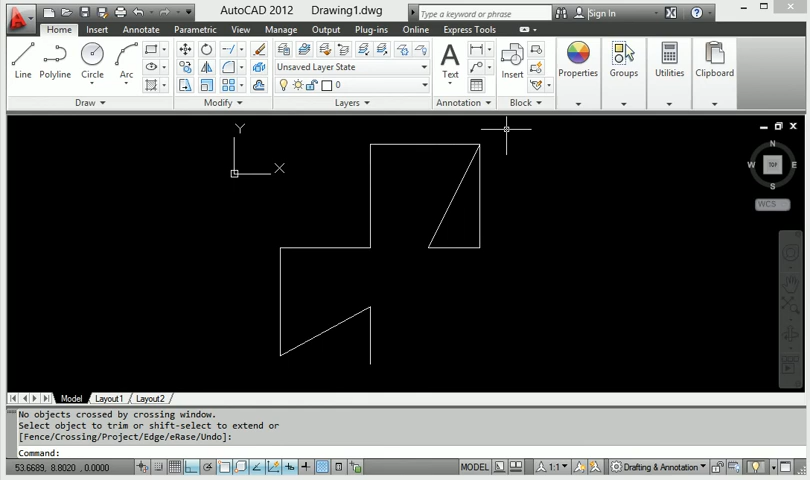 AutoCAD 2012 Drawing1.dwg
Type a keyword or phrase
Sign In
Home Insert Annotate Parametric View Manage Output Plug-ins Online Express Tools
Line Polyline Circle Arc
Unsaved Layer State
0
Text Insert Properties Groups Utilities Clipboard
Draw Modify Layers Annotation Block
Y
X
N
W TOP E
S
WCS
Model Layout1 Layout2
No objects crossed by crossing window.
Select object to trim or shift-select to extend or
[Fence/Crossing/Project/Edge/eRase/Undo]:
Command:
53.6689, 8.8020, 0.0000
MODEL
1:1
Drafting & Annotation